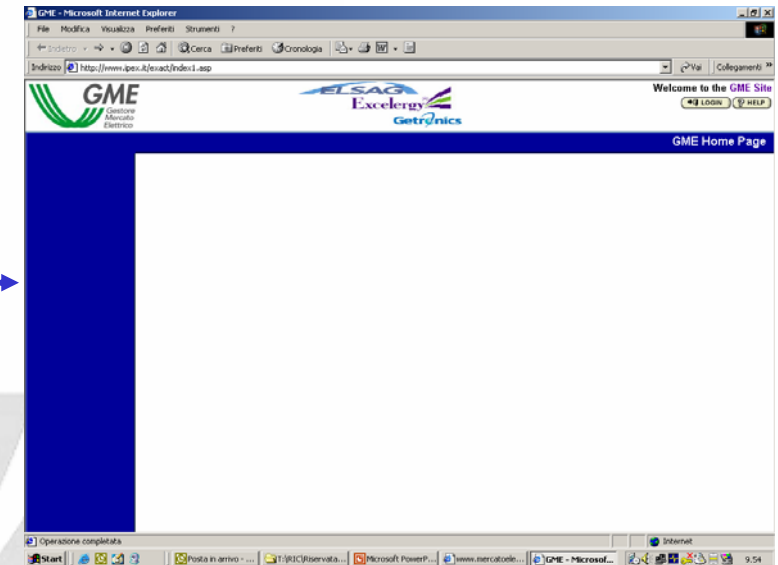 GME - Microsoft Internet Explorer
File Modifica Visualizza Preferiti Strumenti ?
Indietro Cerca Preferiti Cronologia
Indirizzo http://www.ipex.it/exact/index1.asp Vai Collegamenti »
GME
Gestore
Mercato
Elettrico
ELSAG
Excelergy
Getronics
Welcome to the GME Site
LOGIN ? HELP
GME Home Page
Operazione completata Internet
Start Posta in arrivo - ... T:\RIC\Riservata... Microsoft PowerP... www.mercatoele... GME - Microsof... 9.54